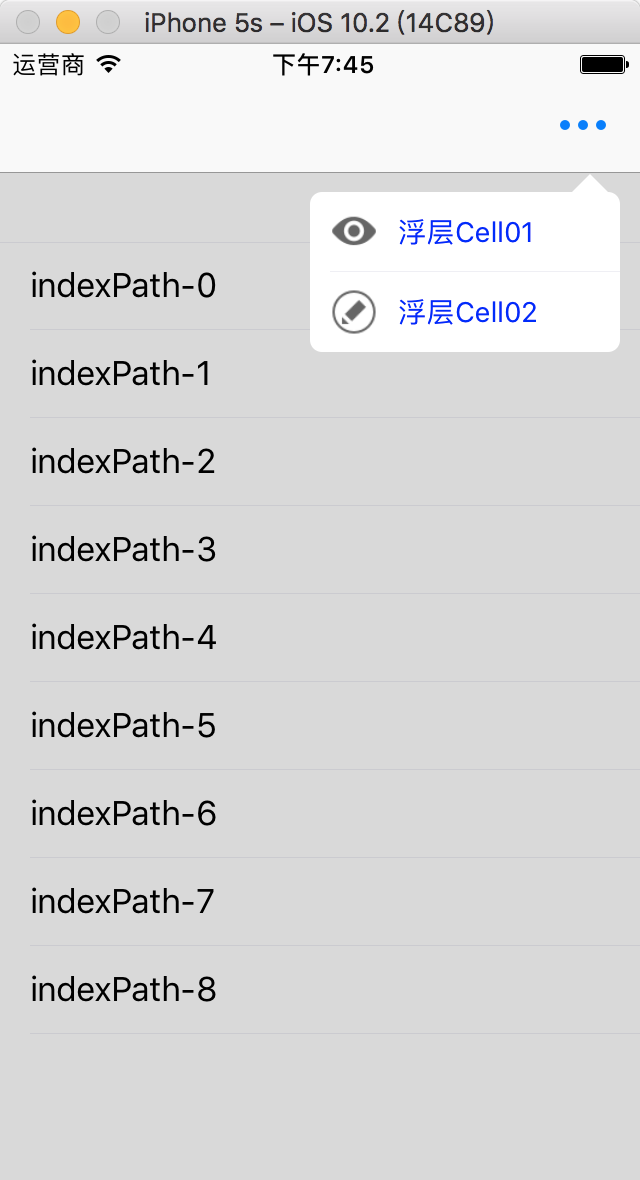 iPhone 5s – iOS 10.2 (14C89)
运营商 下午7:45
浮层Cell01
浮层Cell02
indexPath-0
indexPath-1
indexPath-2
indexPath-3
indexPath-4
indexPath-5
indexPath-6
indexPath-7
indexPath-8